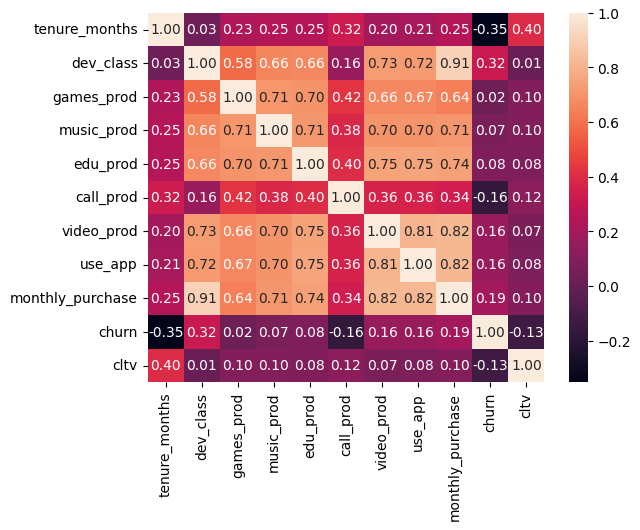 tenure_months 1.00 0.03 0.23 0.25 0.25 0.32 0.20 0.21 0.25 -0.35 0.40
dev_class 0.03 1.00 0.58 0.66 0.66 0.16 0.73 0.72 0.91 0.32 0.01
games_prod 0.23 0.58 1.00 0.71 0.70 0.42 0.66 0.67 0.64 0.02 0.10
music_prod 0.25 0.66 0.71 1.00 0.71 0.38 0.70 0.70 0.71 0.07 0.10
edu_prod 0.25 0.66 0.70 0.71 1.00 0.40 0.75 0.75 0.74 0.08 0.08
call_prod 0.32 0.16 0.42 0.38 0.40 1.00 0.36 0.36 0.34 -0.16 0.12
video_prod 0.20 0.73 0.66 0.70 0.75 0.36 1.00 0.81 0.82 0.16 0.07
use_app 0.21 0.72 0.67 0.70 0.75 0.36 0.81 1.00 0.82 0.16 0.08
monthly_purchase 0.25 0.91 0.64 0.71 0.74 0.34 0.82 0.82 1.00 0.19 0.10
churn -0.35 0.32 0.02 0.07 0.08 -0.16 0.16 0.16 0.19 1.00 -0.13
cltv 0.40 0.01 0.10 0.10 0.08 0.12 0.07 0.08 0.10 -0.13 1.00
tenure_months
dev_class
games_prod
music_prod
edu_prod
call_prod
video_prod
use_app
monthly_purchase
churn
cltv
1.0
0.8
0.6
0.4
0.2
0.0
−0.2